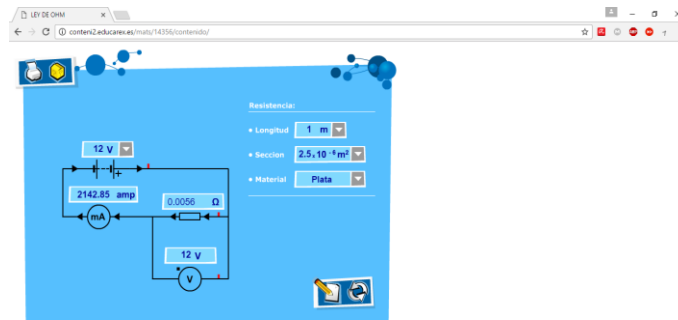 LEY DE OHM
conteni2.educarex.es/mats/14356/contenido/
Resistencia:
• Longitud 1 m
12 V
• Seccion 2.5.10⁻⁶ m²
• Material Plata
+
2142.85 amp
0.0056 Ω
mA
12 V
V